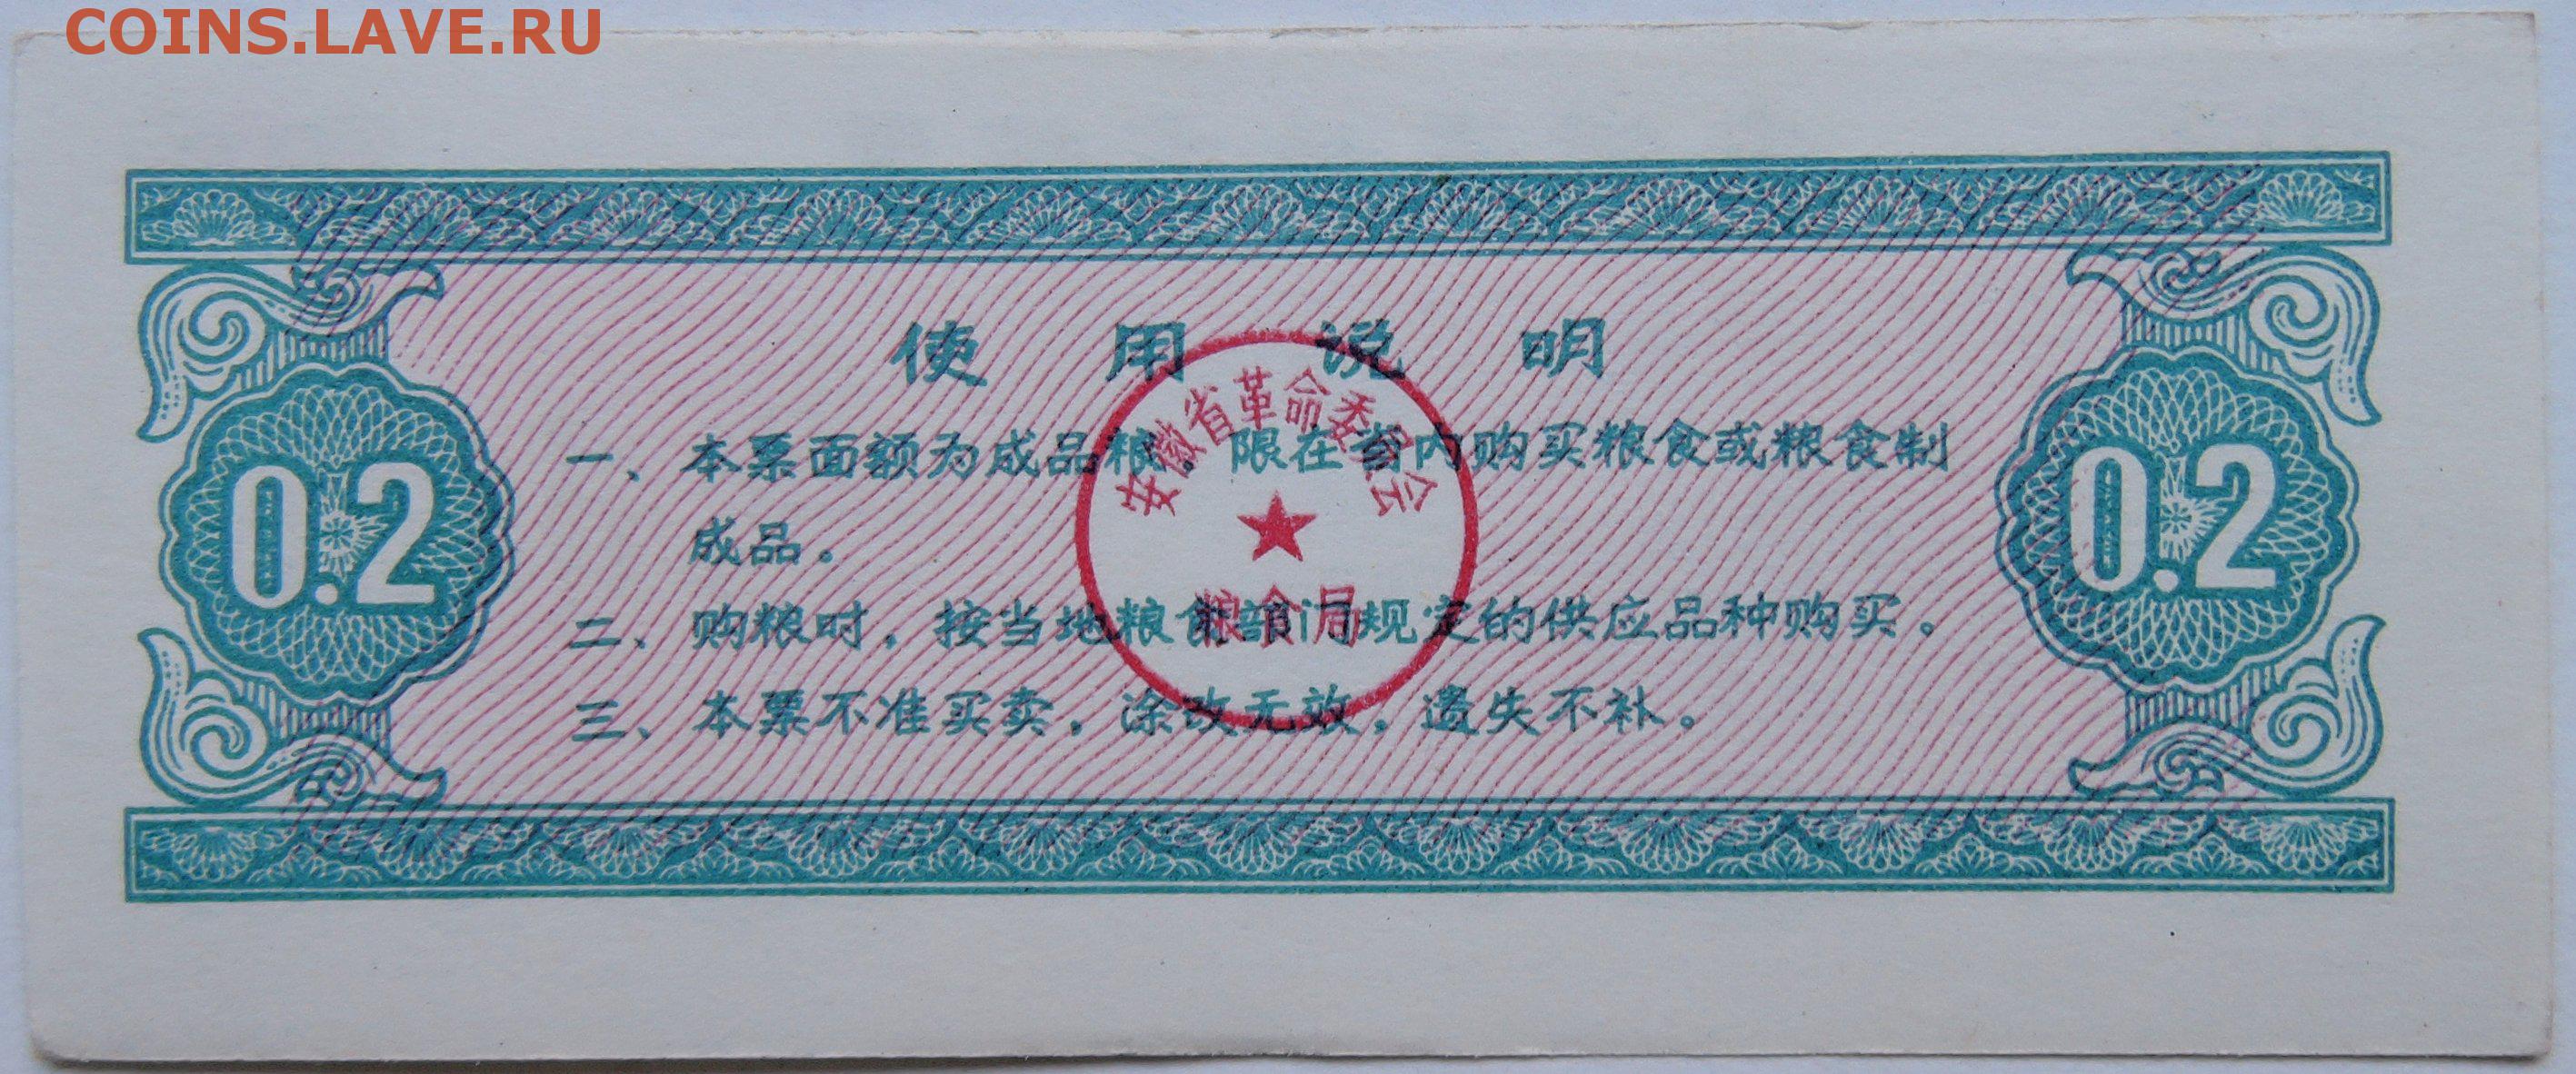 COINS.LAVE.RU
使用说明
一、本票面额为成品粮，限在省内购买粮食或粮食制
成品。
二、购粮时，按当地粮食部门规定的供应品种购买。
三、本票不准买卖，涂改无效，遗失不补。
0.2
0.2
安徽省革命委员会
粮食局